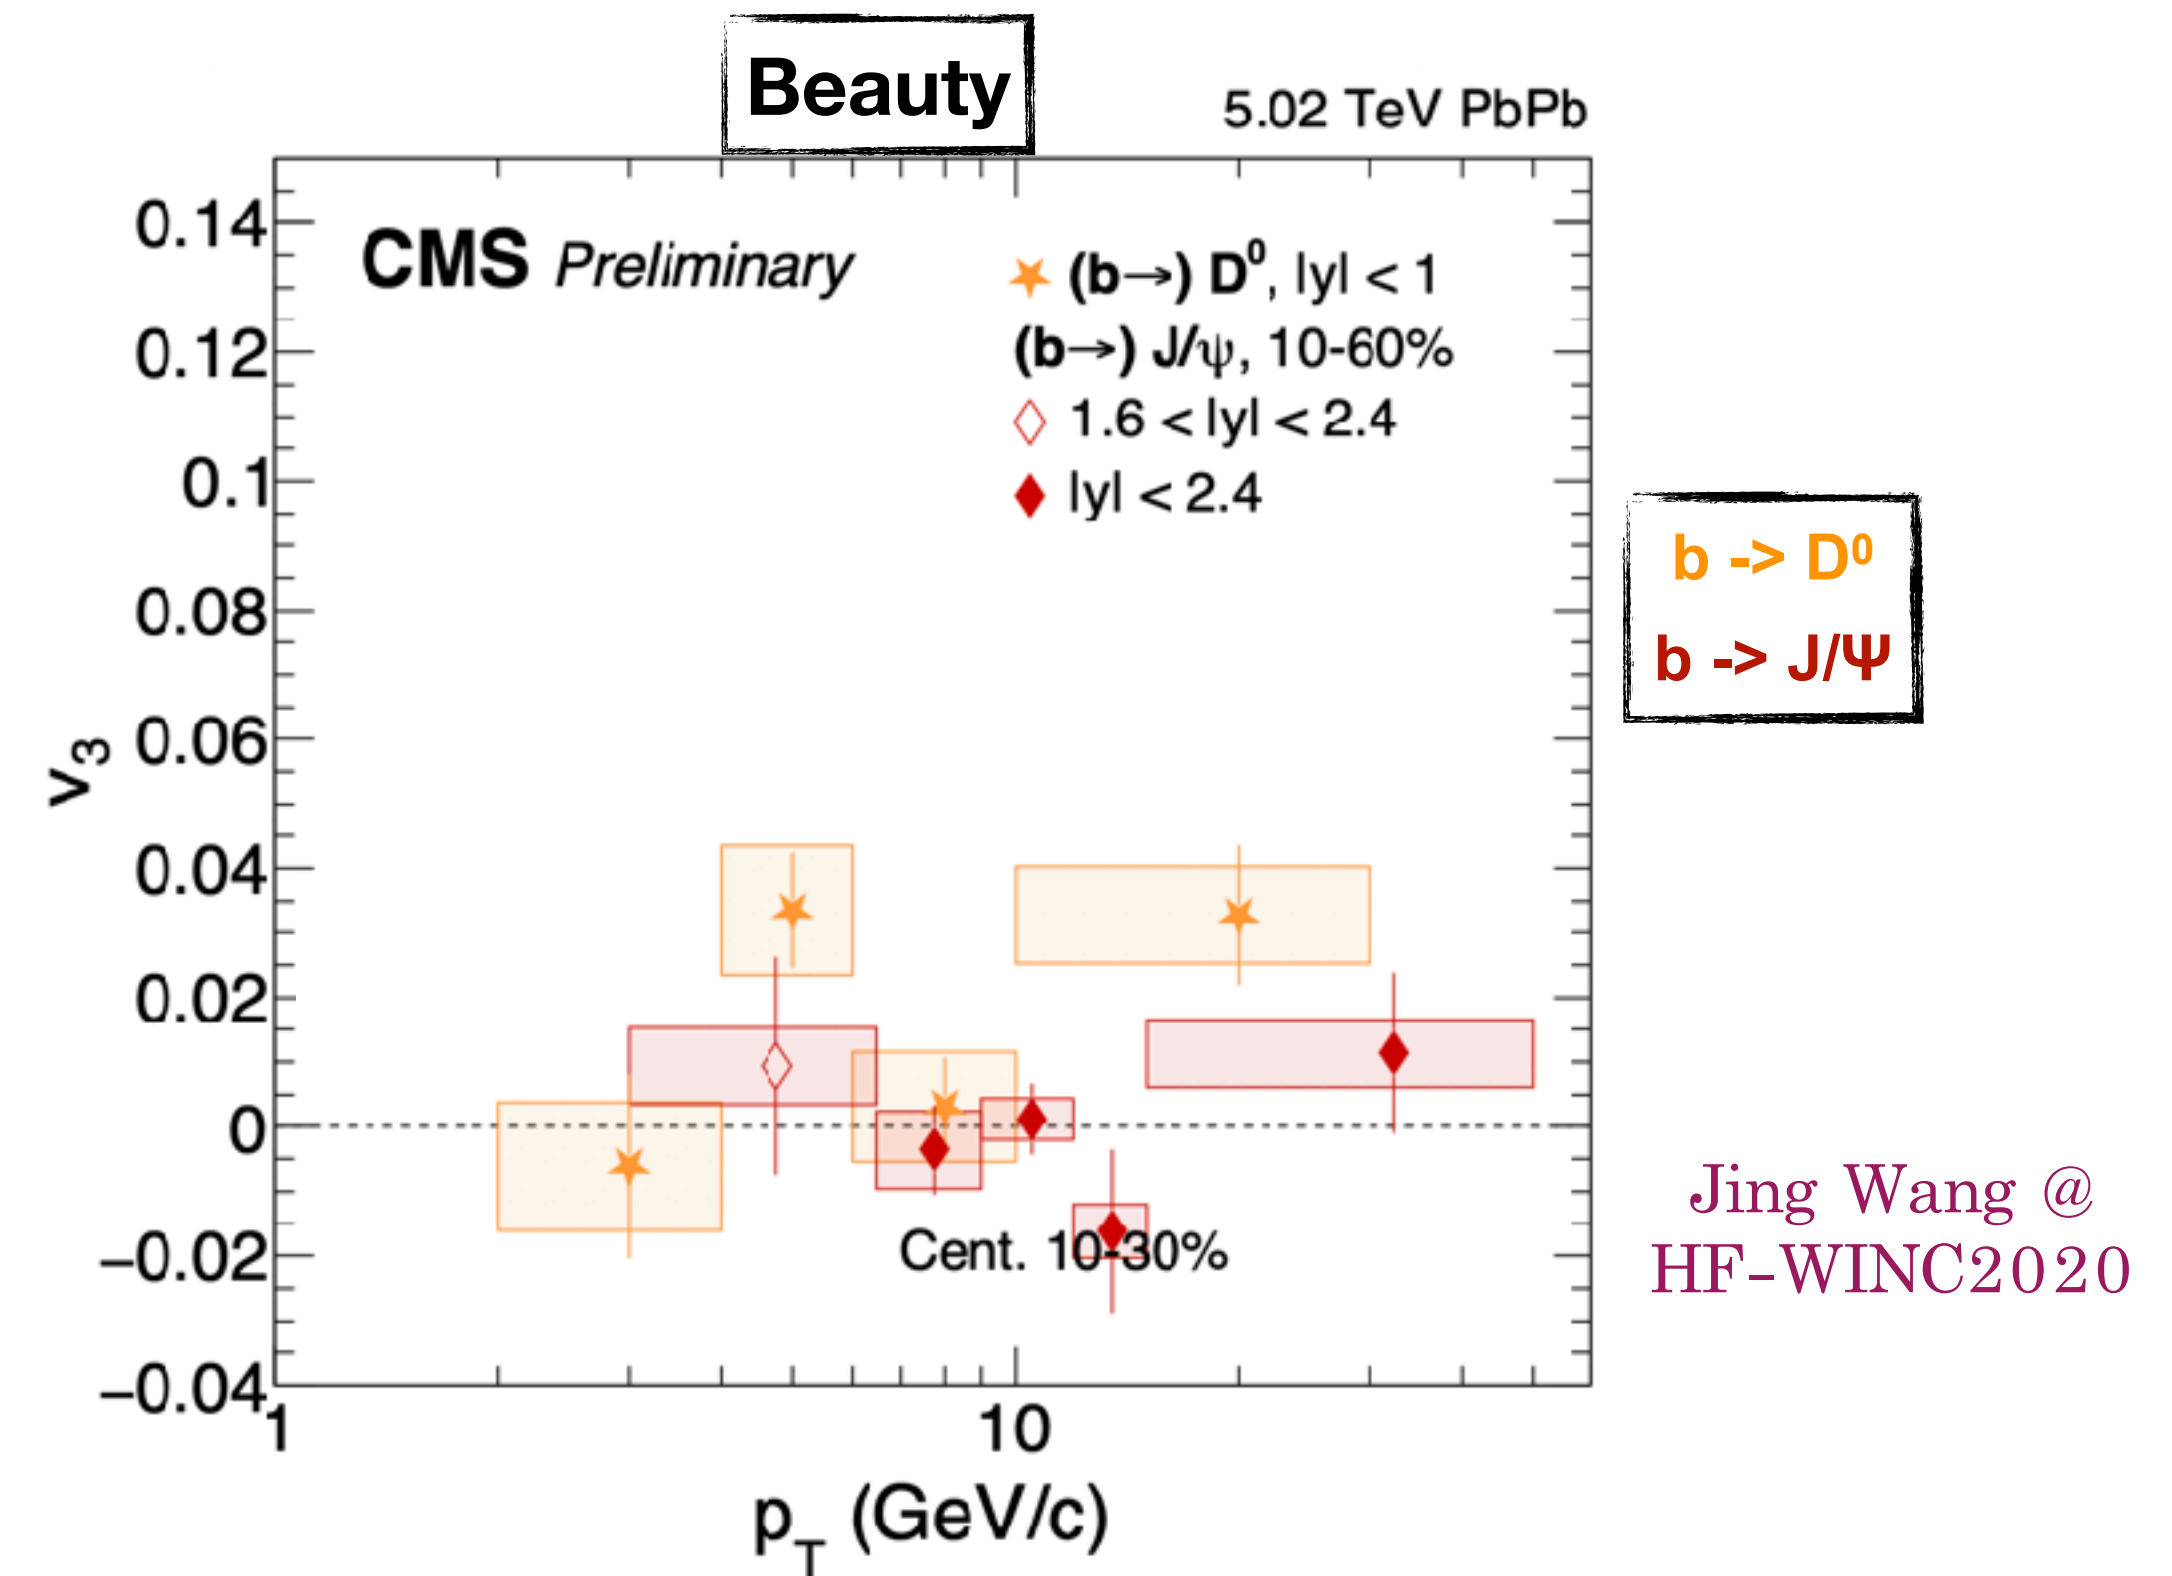 Beauty
5.02 TeV PbPb
CMS Preliminary
(b→) D⁰, |y| < 1
(b→) J/ψ, 10-60%
1.6 < |y| < 2.4
|y| < 2.4
0.14
0.12
0.1
0.08
0.06
0.04
0.02
0
−0.02
−0.04
v₃
b -> D⁰
b -> J/Ψ
Cent. 10-30%
Jing Wang @
HF-WINC2020
1
10
p_T (GeV/c)